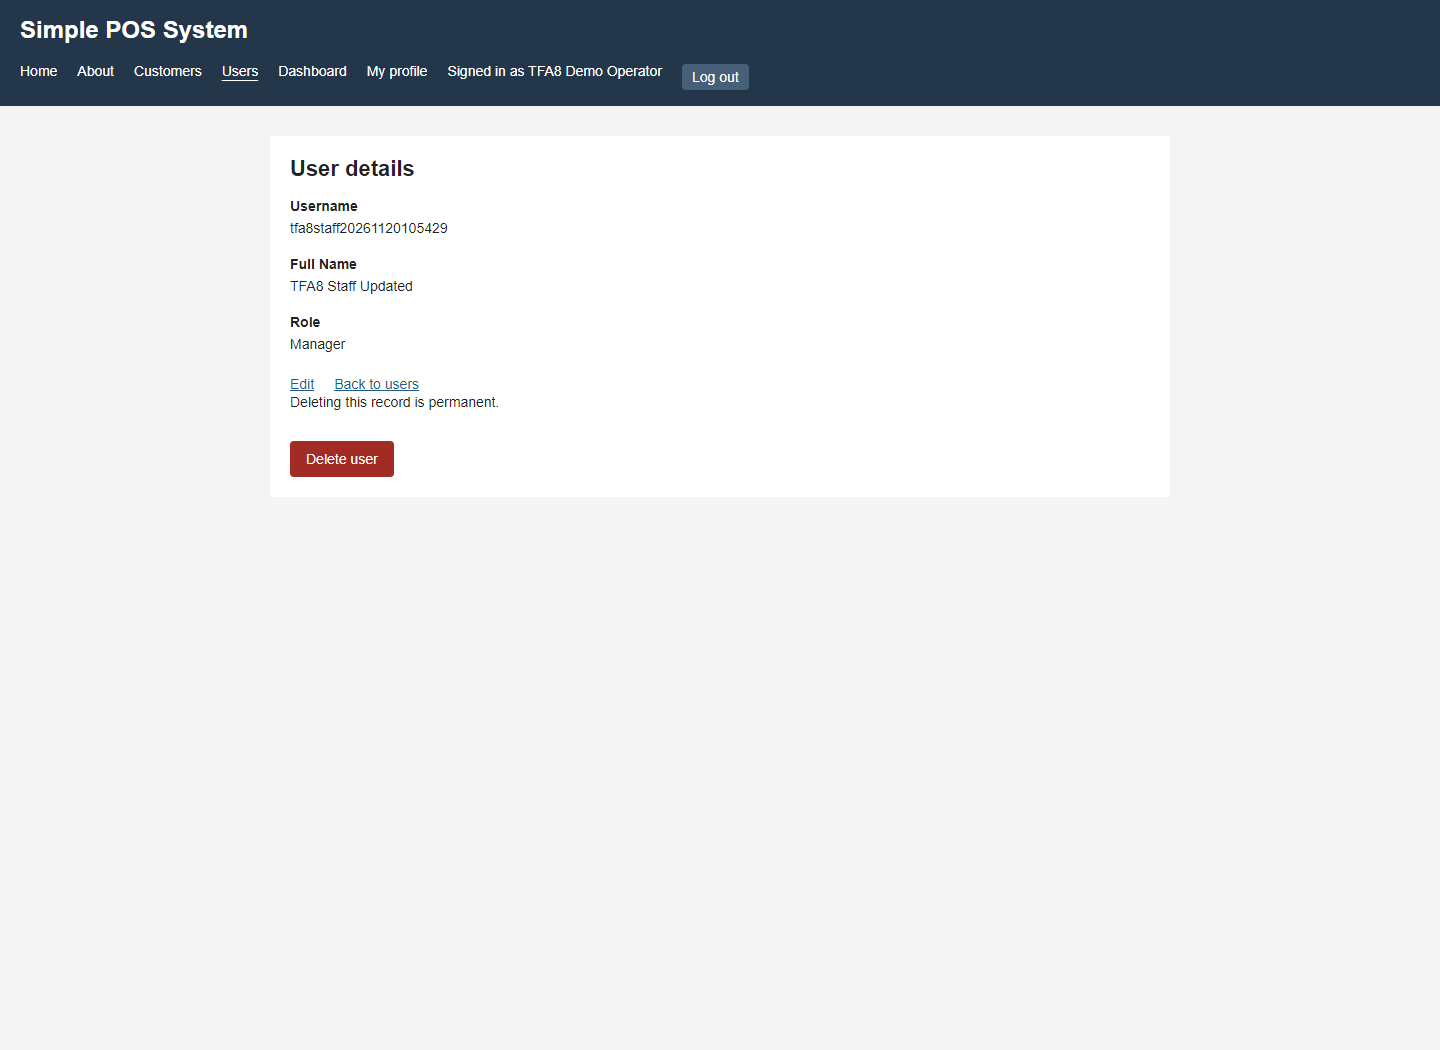 Simple POS System
Home About Customers Users Dashboard My profile Signed in as TFA8 Demo Operator Log out
User details
Username
tfa8staff20261120105429
Full Name
TFA8 Staff Updated
Role
Manager
Edit Back to users
Deleting this record is permanent.
Delete user